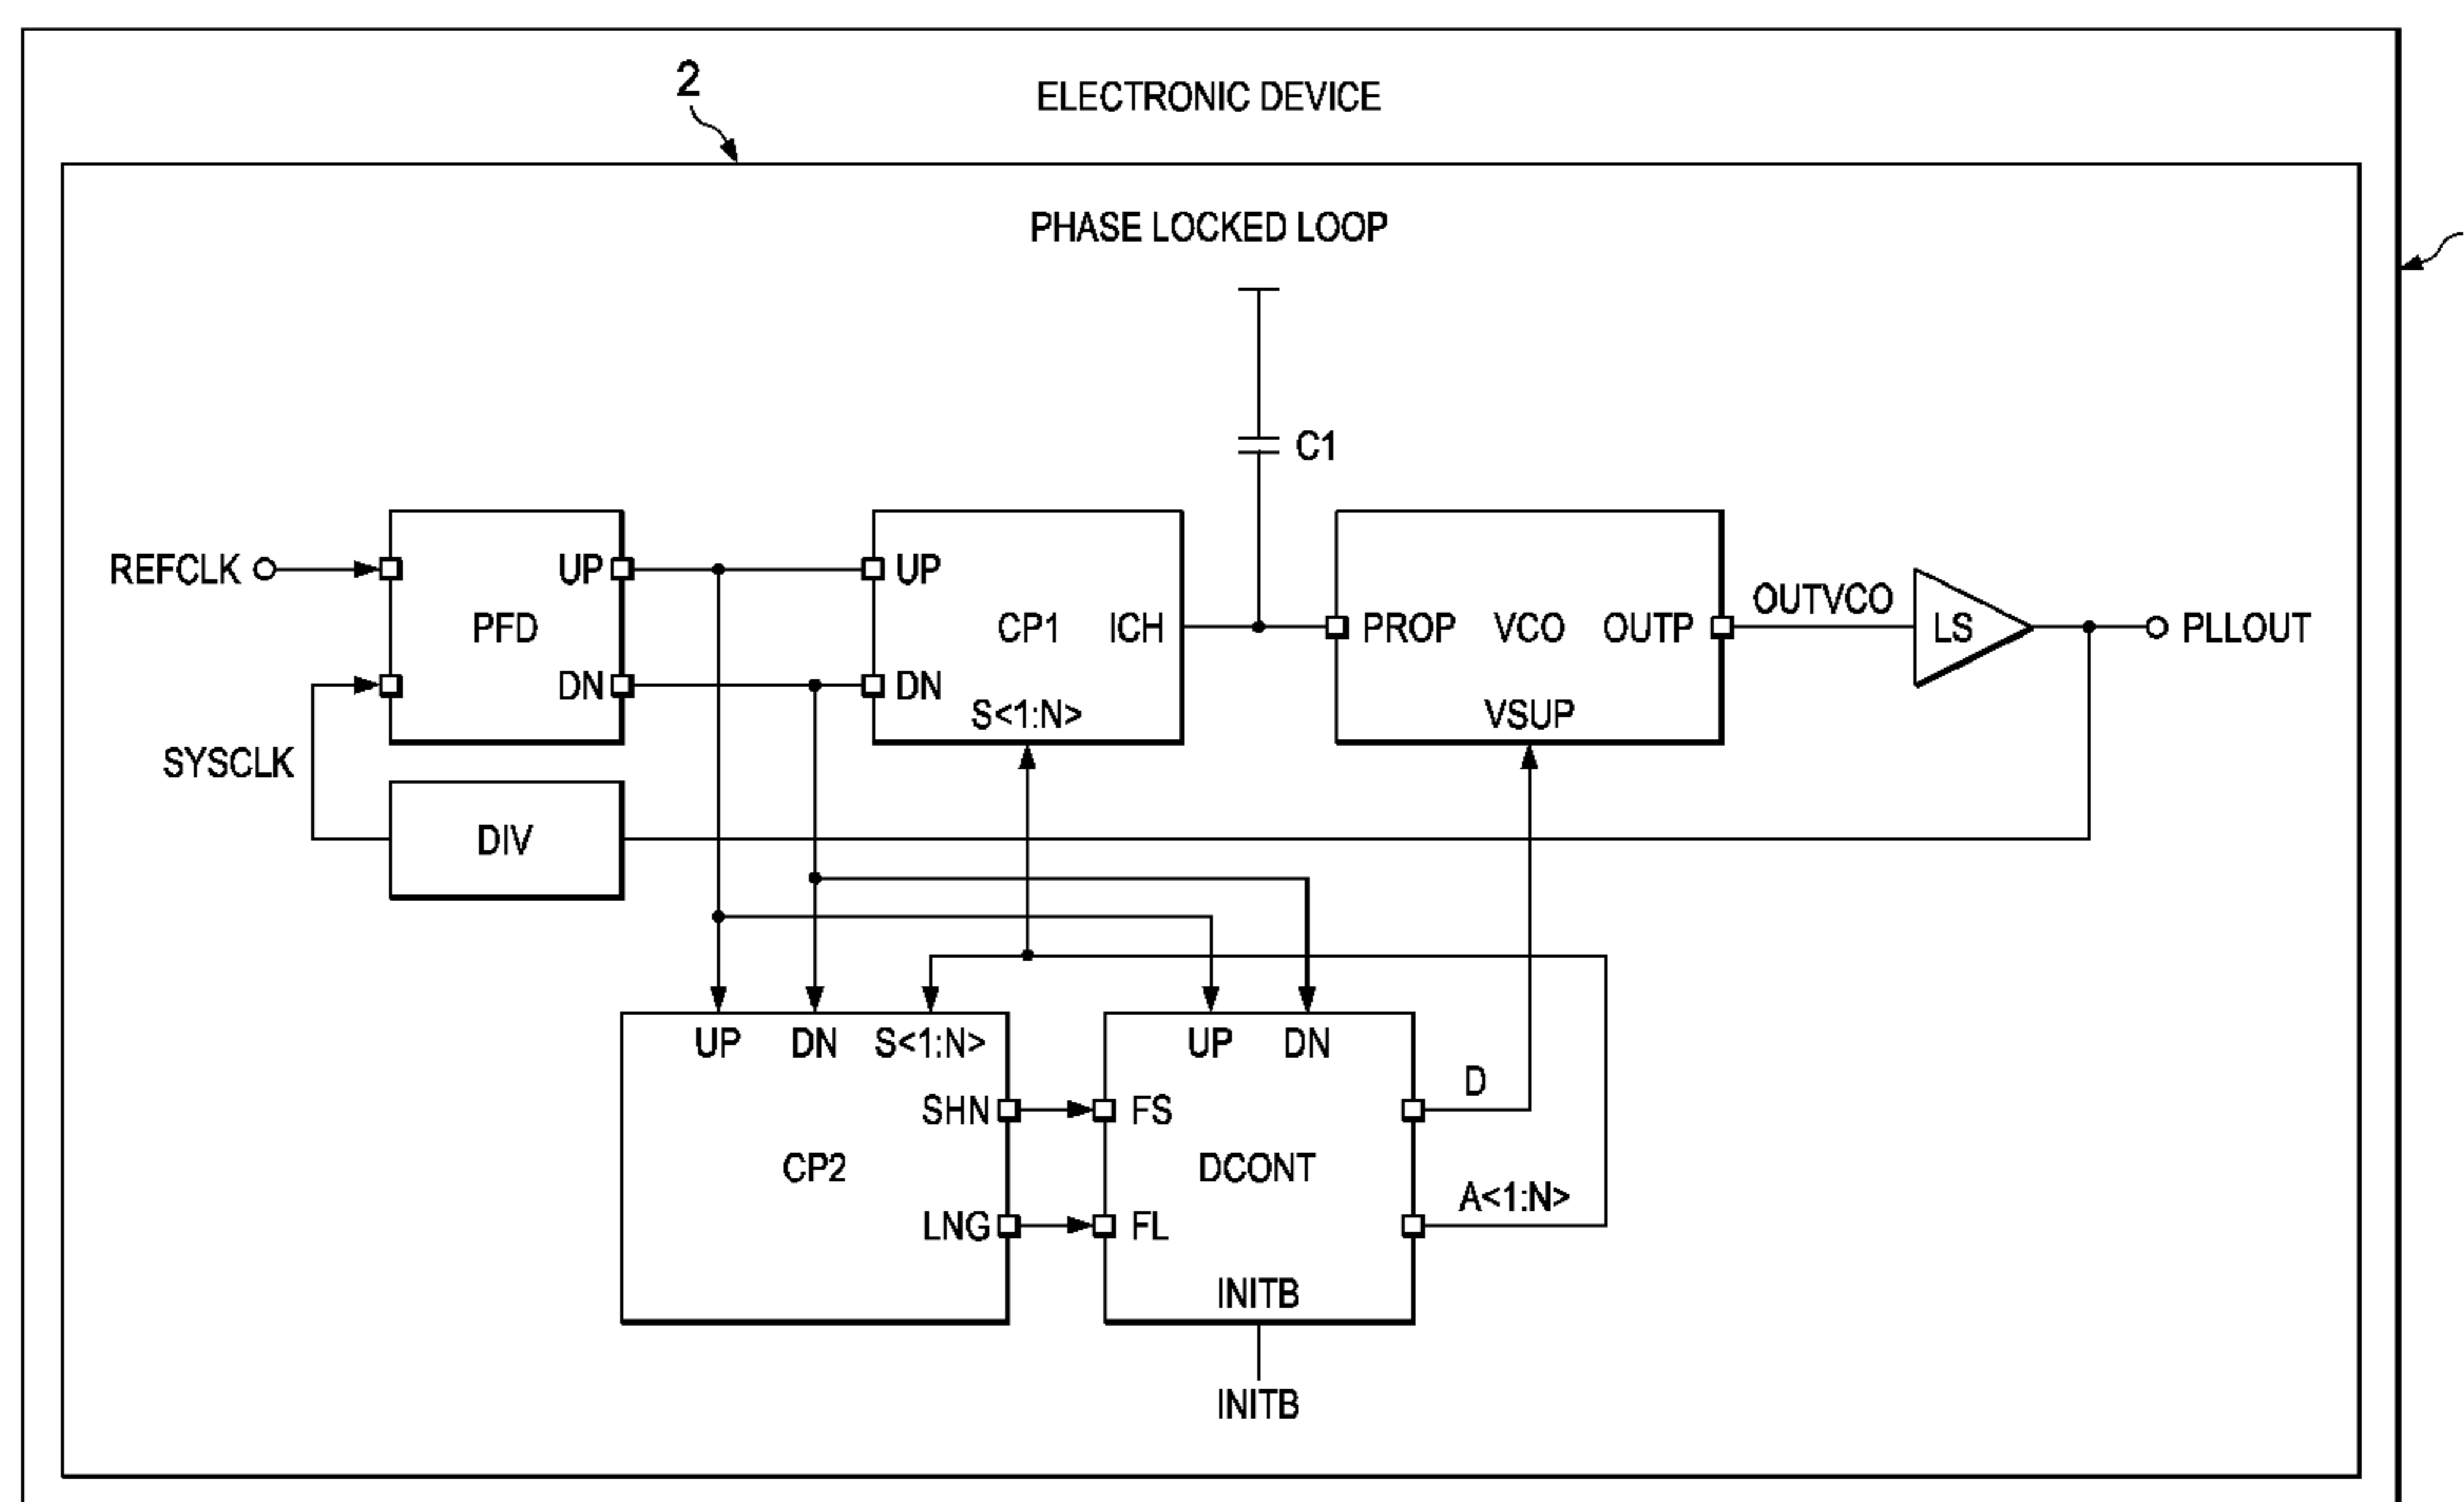 2
ELECTRONIC DEVICE
PHASE LOCKED LOOP
C1
REFCLK
UP
UP
OUTVCO
PFD
CP1
ICH
PROP
VCO
OUTP
LS
PLLOUT
DN
DN
S<1:N>
VSUP
SYSCLK
DIV
UP
DN
S<1:N>
UP
DN
D
SHN
FS
CP2
DCONT
A<1:N>
LNG
FL
INITB
INITB